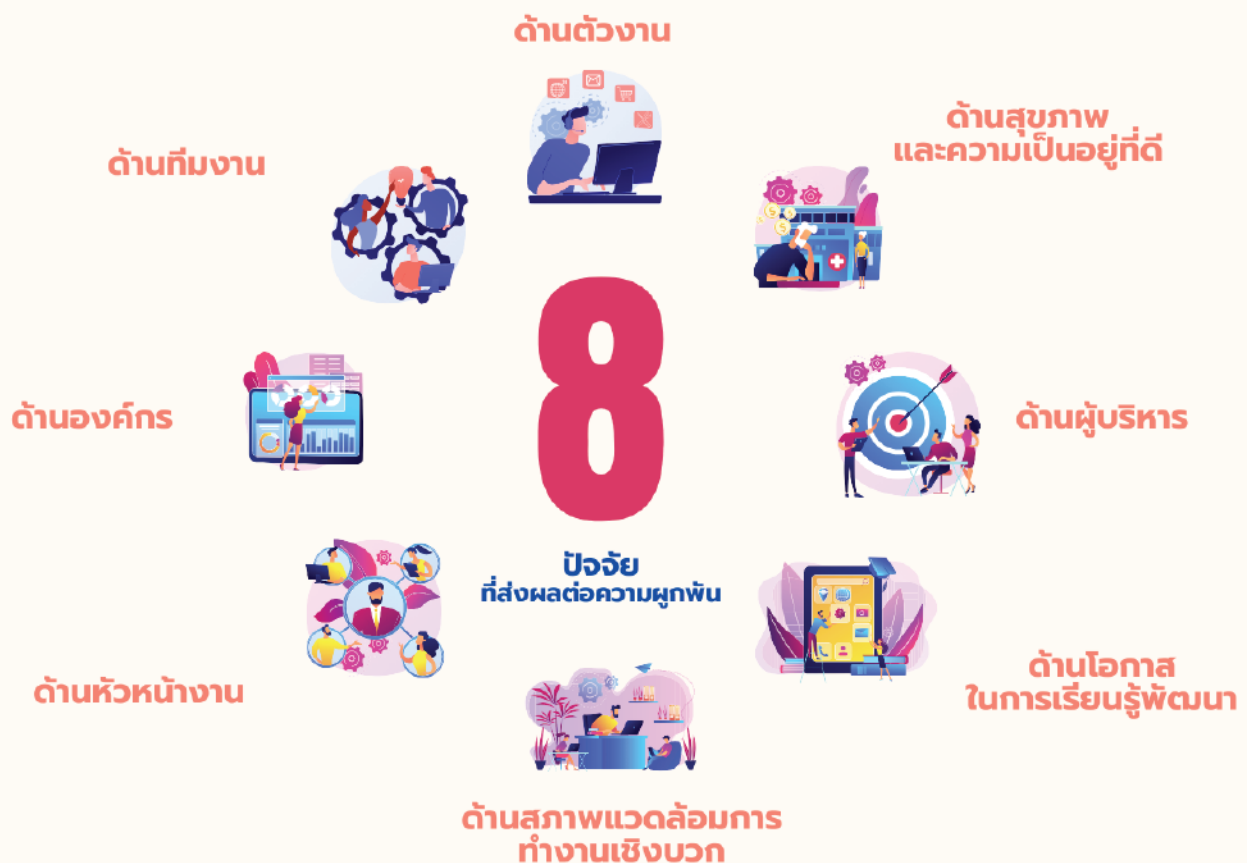 ด้านตัวงาน
ด้านสุขภาพ
และความเป็นอยู่ที่ดี
ด้านทีมงาน
8
ด้านองค์กร
ด้านผู้บริหาร
ปัจจัย
ที่ส่งผลต่อความผูกพัน
ด้านหัวหน้างาน
ด้านโอกาส
ในการเรียนรู้พัฒนา
ด้านสภาพแวดล้อมการ
ทำงานเชิงบวก